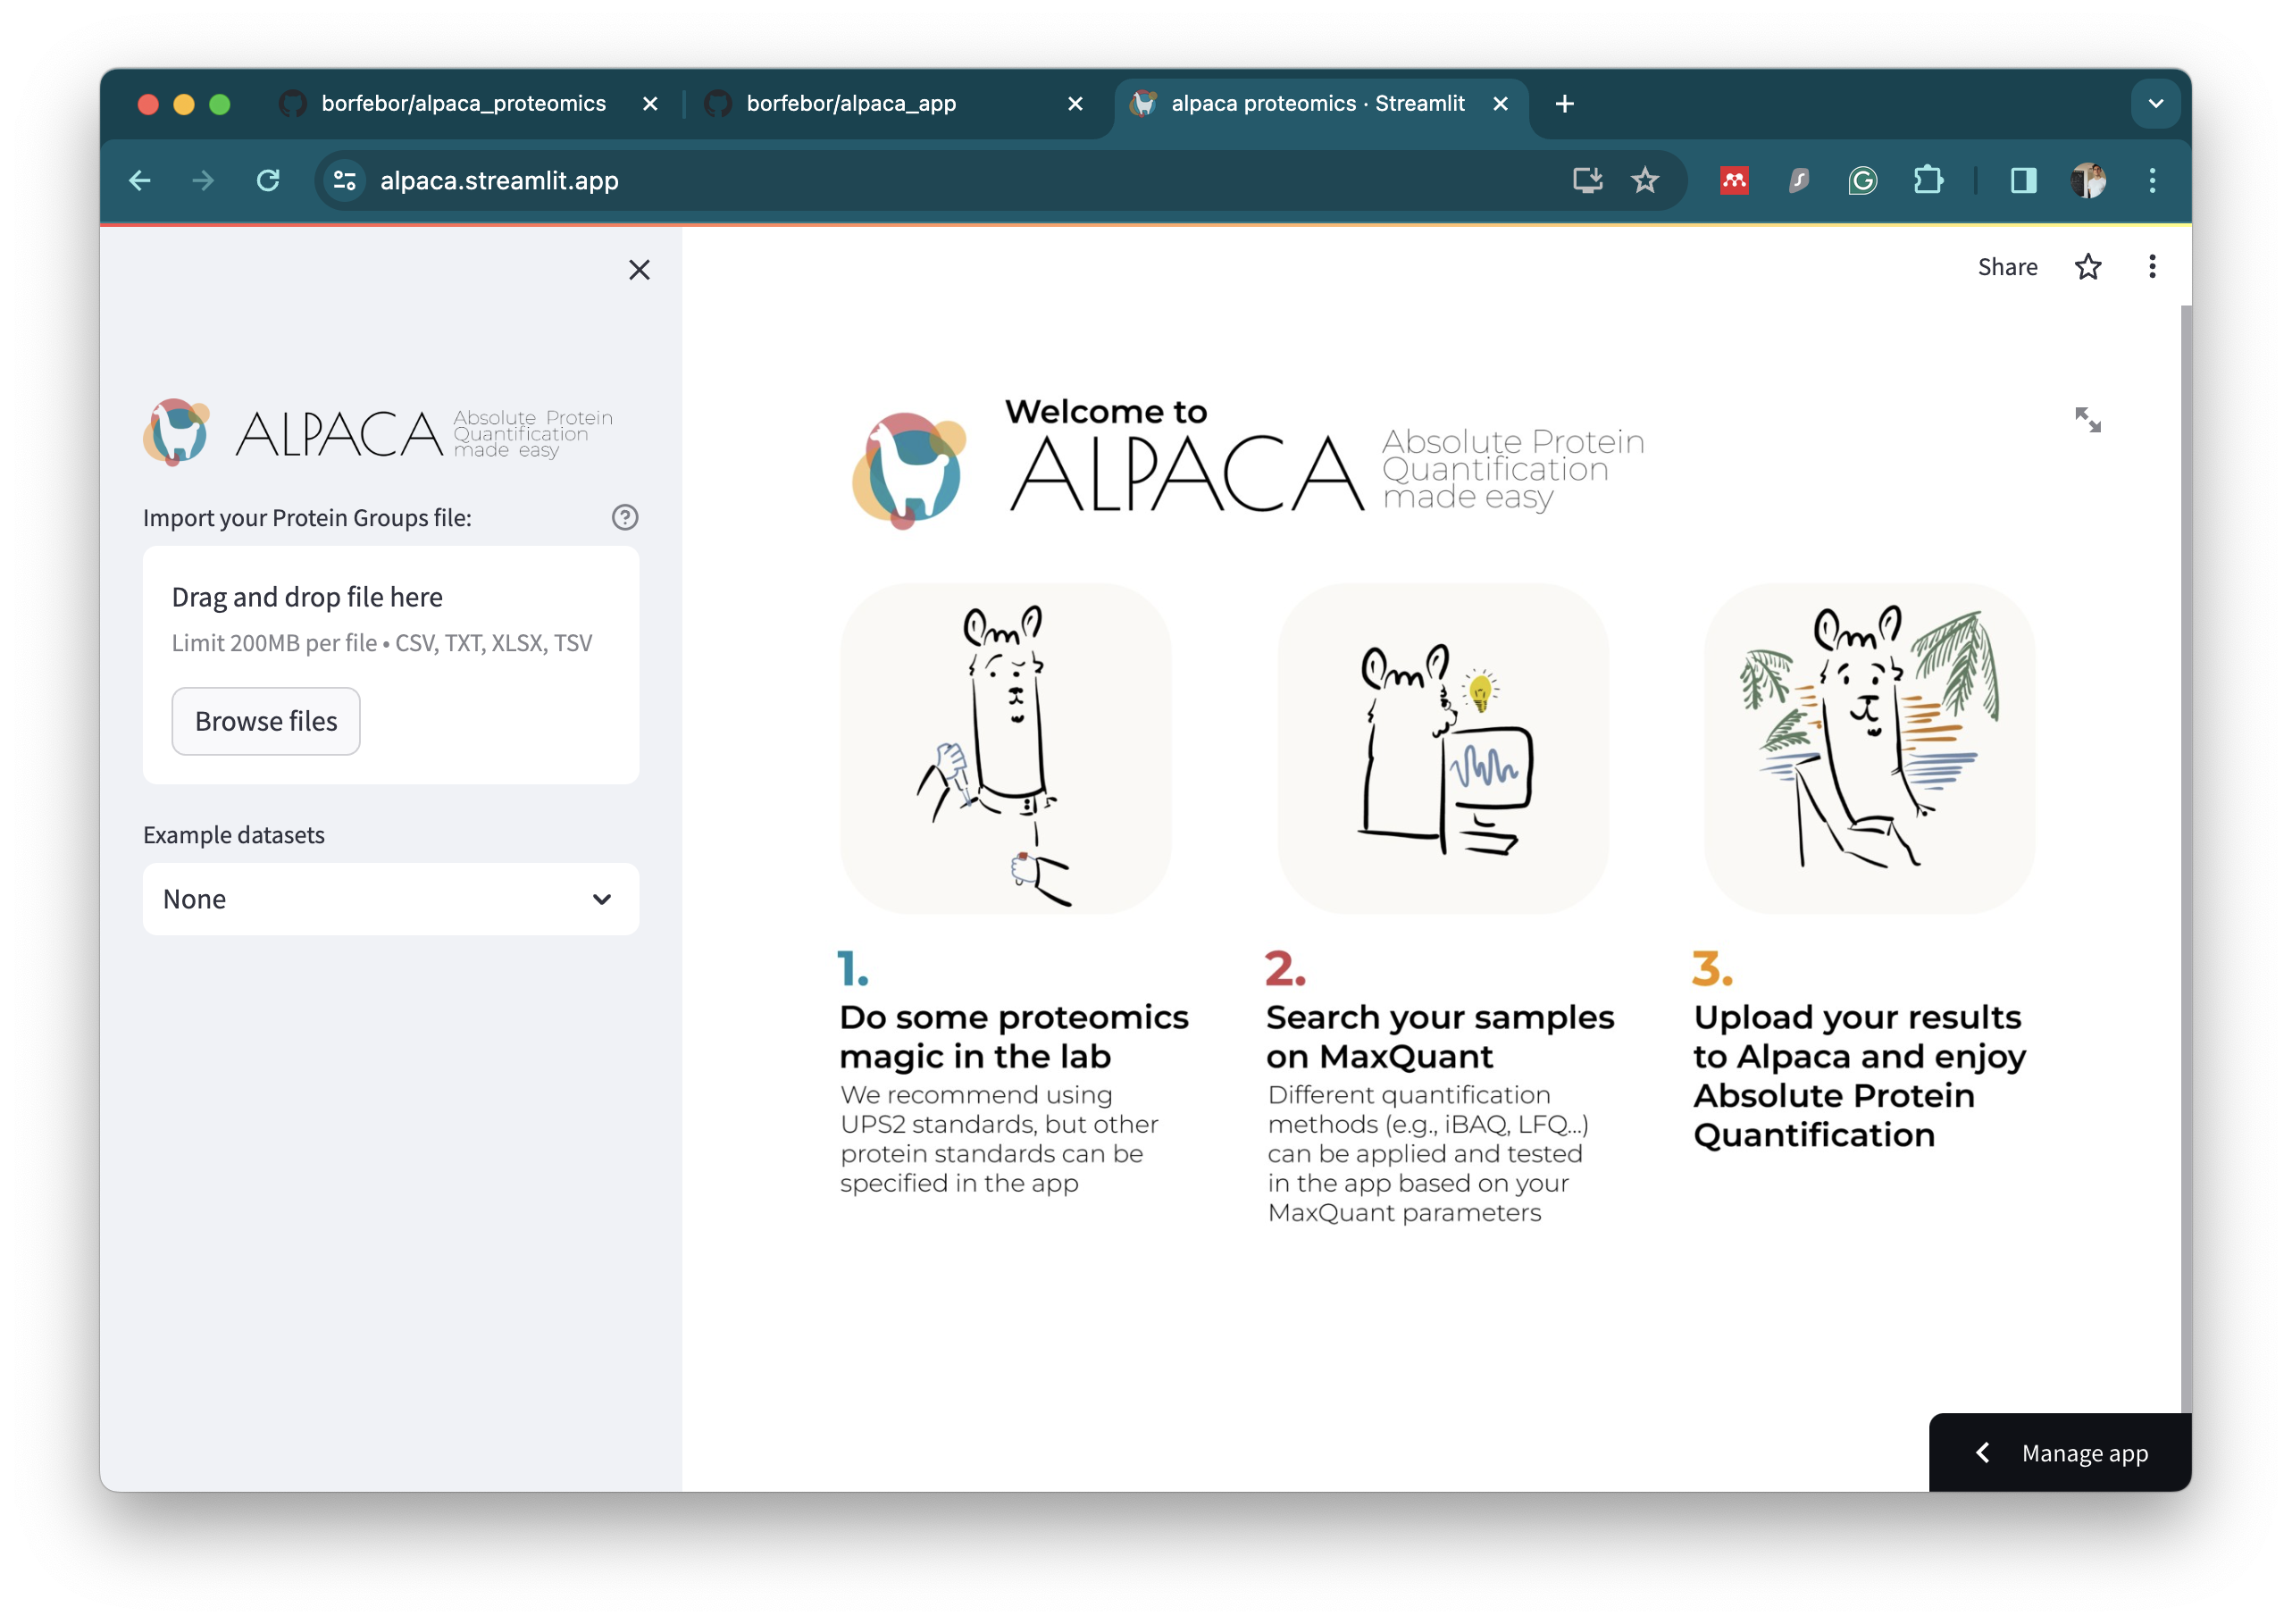 borfebor/alpaca_proteomics
borfebor/alpaca_app
alpaca proteomics · Streamlit
alpaca.streamlit.app
Share
ALPACA
Absolute Protein
Quantification
made easy
Import your Protein Groups file:
Drag and drop file here
Limit 200MB per file • CSV, TXT, XLSX, TSV
Browse files
Example datasets
None
Welcome to
ALPACA
Absolute Protein
Quantification
made easy
1.
Do some proteomics
magic in the lab
We recommend using
UPS2 standards, but other
protein standards can be
specified in the app
2.
Search your samples
on MaxQuant
Different quantification
methods (e.g., iBAQ, LFQ...)
can be applied and tested
in the app based on your
MaxQuant parameters
3.
Upload your results
to Alpaca and enjoy
Absolute Protein
Quantification
Manage app